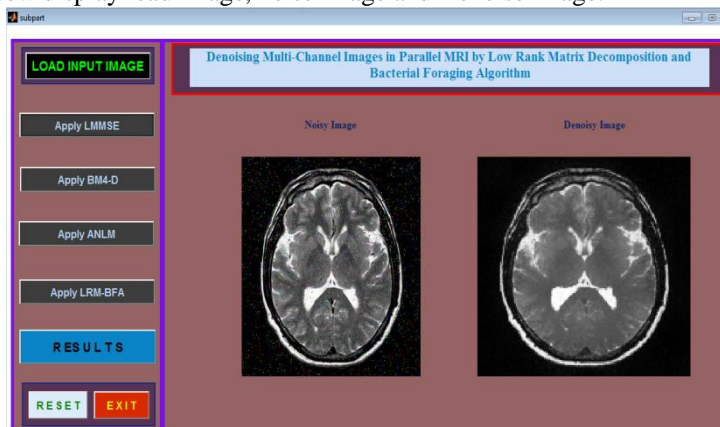 subpart
LOAD INPUT IMAGE
Denoising Multi-Channel Images in Parallel MRI by Low Rank Matrix Decomposition and
Bacterial Foraging Algorithm
Apply LMMSE
Noisy Image
Denoisy Image
Apply BM4-D
Apply ANLM
Apply LRM-BFA
RESULTS
RESET
EXIT